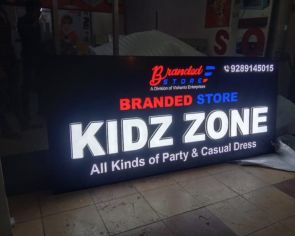 Branded
STORE
A Division of Vishanta Enterprises
9289145015
BRANDED STORE
KIDZ ZONE
All Kinds of Party & Casual Dress